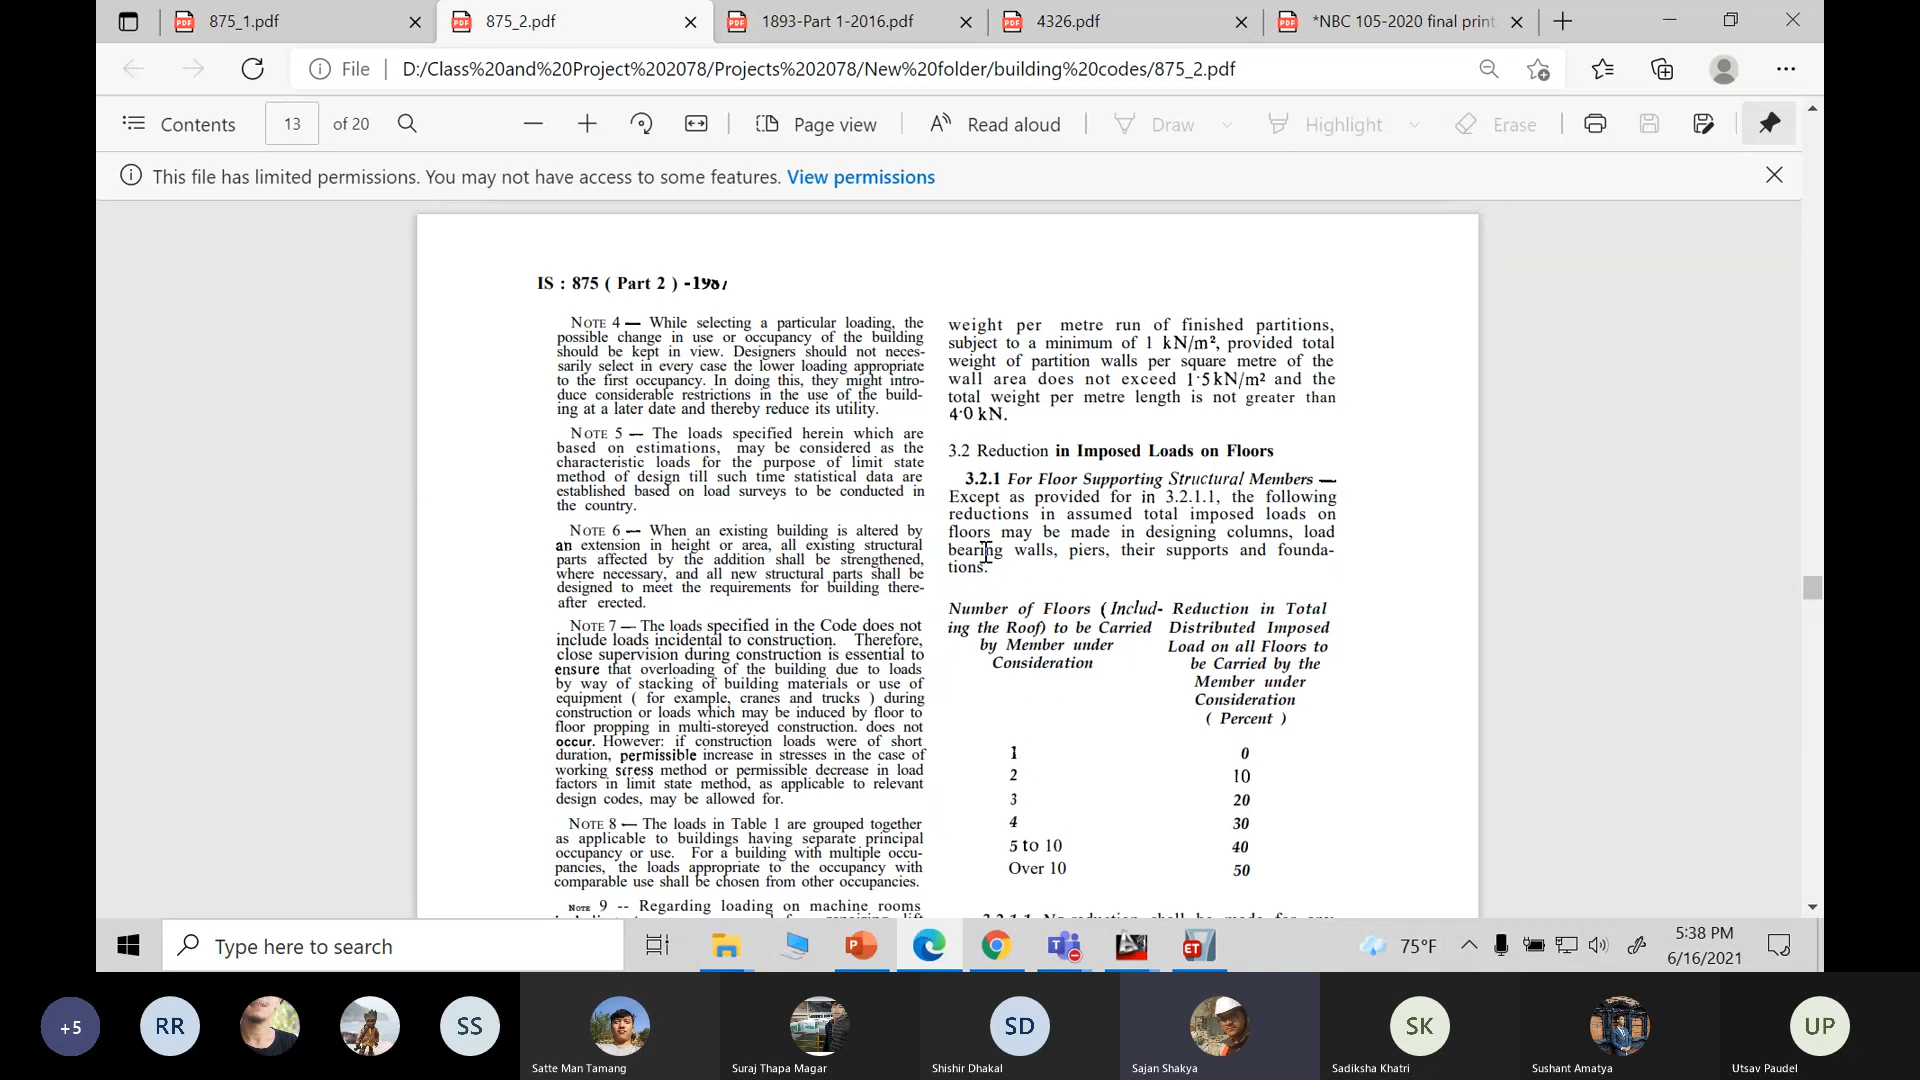 875_1.pdf
875_2.pdf
1893-Part 1-2016.pdf
4326.pdf
*NBC 105-2020 final print
File
D:/Class%20and%20Project%202078/Projects%202078/New%20folder/building%20codes/875_2.pdf
Contents
13
of 20
Page view
Read aloud
Draw
Highlight
Erase
This file has limited permissions. You may not have access to some features. View permissions
IS : 875 ( Part 2 ) -1987
NOTE 4 — While selecting a particular loading, the
possible change in use or occupancy of the building
should be kept in view. Designers should not neces-
sarily select in every case the lower loading appropriate
to the first occupancy. In doing this, they might intro-
duce considerable restrictions in the use of the build-
ing at a later date and thereby reduce its utility.
NOTE 5 — The loads specified herein which are
based on estimations, may be considered as the
characteristic loads for the purpose of limit state
method of design till such time statistical data are
established based on load surveys to be conducted in
the country.
NOTE 6 — When an existing building is altered by
an extension in height or area, all existing structural
parts affected by the addition shall be strengthened,
where necessary, and all new structural parts shall be
designed to meet the requirements for building there-
after erected.
NOTE 7 — The loads specified in the Code does not
include loads incidental to construction. Therefore,
close supervision during construction is essential to
ensure that overloading of the building due to loads
by way of stacking of building materials or use of
equipment ( for example, cranes and trucks ) during
construction or loads which may be induced by floor to
floor propping in multi-storeyed construction. does not
occur. However: if construction loads were of short
duration, permissible increase in stresses in the case of
working stress method or permissible decrease in load
factors in limit state method, as applicable to relevant
design codes, may be allowed for.
NOTE 8 — The loads in Table 1 are grouped together
as applicable to buildings having separate principal
occupancy or use. For a building with multiple occu-
pancies, the loads appropriate to the occupancy with
comparable use shall be chosen from other occupancies.
NOTE 9 -- Regarding loading on machine rooms
weight per metre run of finished partitions,
subject to a minimum of 1 kN/m², provided total
weight of partition walls per square metre of the
wall area does not exceed 1·5 kN/m² and the
total weight per metre length is not greater than
4·0 kN.
3.2 Reduction in Imposed Loads on Floors
3.2.1 For Floor Supporting Structural Members —
Except as provided for in 3.2.1.1, the following
reductions in assumed total imposed loads on
floors may be made in designing columns, load
bearing walls, piers, their supports and founda-
tions.
Number of Floors ( Includ- Reduction in Total
ing the Roof) to be Carried Distributed Imposed
by Member under Load on all Floors to
Consideration be Carried by the
Member under
Consideration
( Percent )
1 0
2 10
3 20
4 30
5 to 10 40
Over 10 50
3.2.1.1 No reduction shall be made for any
Type here to search
75°F
5:38 PM
6/16/2021
+5
RR
SS
SD
SK
UP
Satte Man Tamang
Suraj Thapa Magar
Shishir Dhakal
Sajan Shakya
Sadiksha Khatri
Sushant Amatya
Utsav Paudel